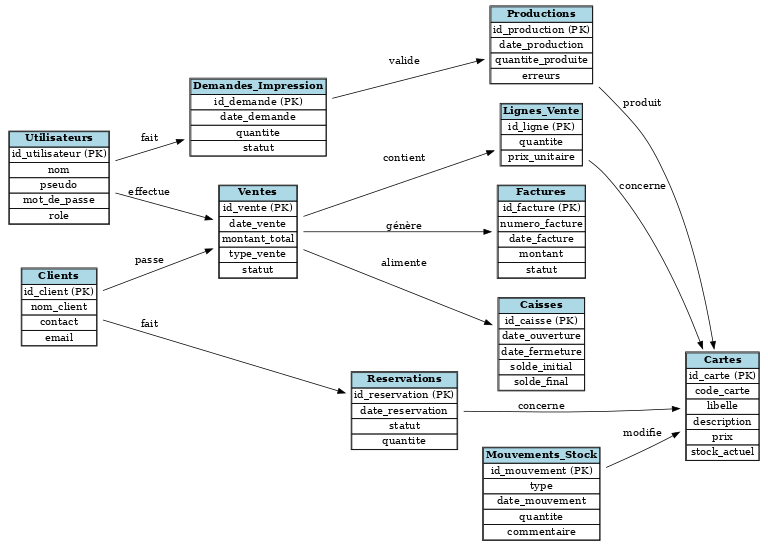 Productions
id_production (PK)
date_production
quantite_produite
erreurs
valide
produit
Demandes_Impression
id_demande (PK)
date_demande
quantite
statut
Lignes_Vente
id_ligne (PK)
quantite
prix_unitaire
contient
concerne
Utilisateurs
id_utilisateur (PK)
nom
pseudo
mot_de_passe
role
fait
effectue
Ventes
id_vente (PK)
date_vente
montant_total
type_vente
statut
génère
alimente
Factures
id_facture (PK)
numero_facture
date_facture
montant
statut
Clients
id_client (PK)
nom_client
contact
email
passe
fait
Caisses
id_caisse (PK)
date_ouverture
date_fermeture
solde_initial
solde_final
Reservations
id_reservation (PK)
date_reservation
statut
quantite
concerne
Cartes
id_carte (PK)
code_carte
libelle
description
prix
stock_actuel
modifie
Mouvements_Stock
id_mouvement (PK)
type
date_mouvement
quantite
commentaire